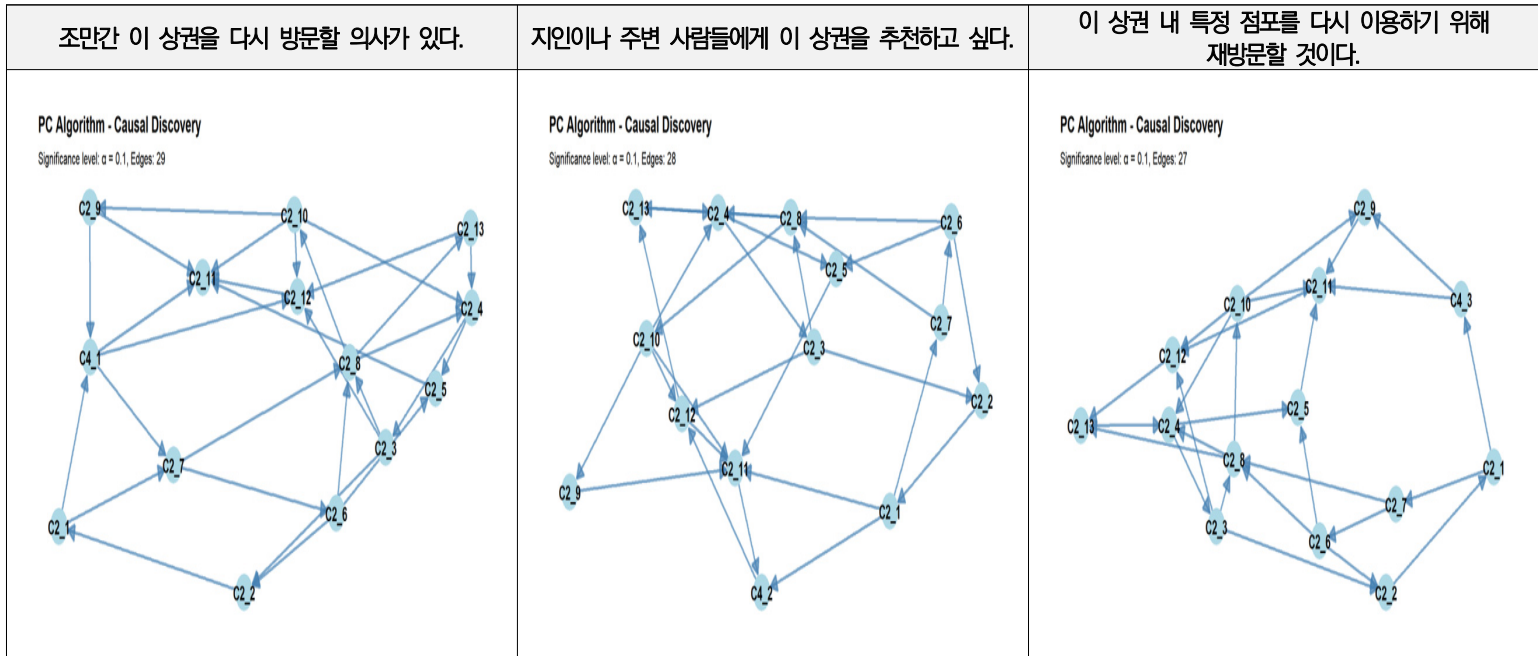 조만간 이 상권을 다시 방문할 의사가 있다.
지인이나 주변 사람들에게 이 상권을 추천하고 싶다.
이 상권 내 특정 점포를 다시 이용하기 위해
재방문할 것이다.
PC Algorithm - Causal Discovery
Significance level: α = 0.1, Edges: 29
C2_9
C2_10
C2_13
C2_11
C2_12
C2_4
C4_1
C2_8
C2_5
C2_3
C2_7
C2_6
C2_1
C2_2
PC Algorithm - Causal Discovery
Significance level: α = 0.1, Edges: 28
C2_13
C2_4
C2_8
C2_6
C2_5
C2_7
C2_10
C2_3
C2_2
C2_12
C2_11
C2_9
C2_1
C4_2
PC Algorithm - Causal Discovery
Significance level: α = 0.1, Edges: 27
C2_9
C2_11
C4_3
C2_10
C2_12
C2_5
C2_13
C2_4
C2_8
C2_1
C2_7
C2_3
C2_6
C2_2